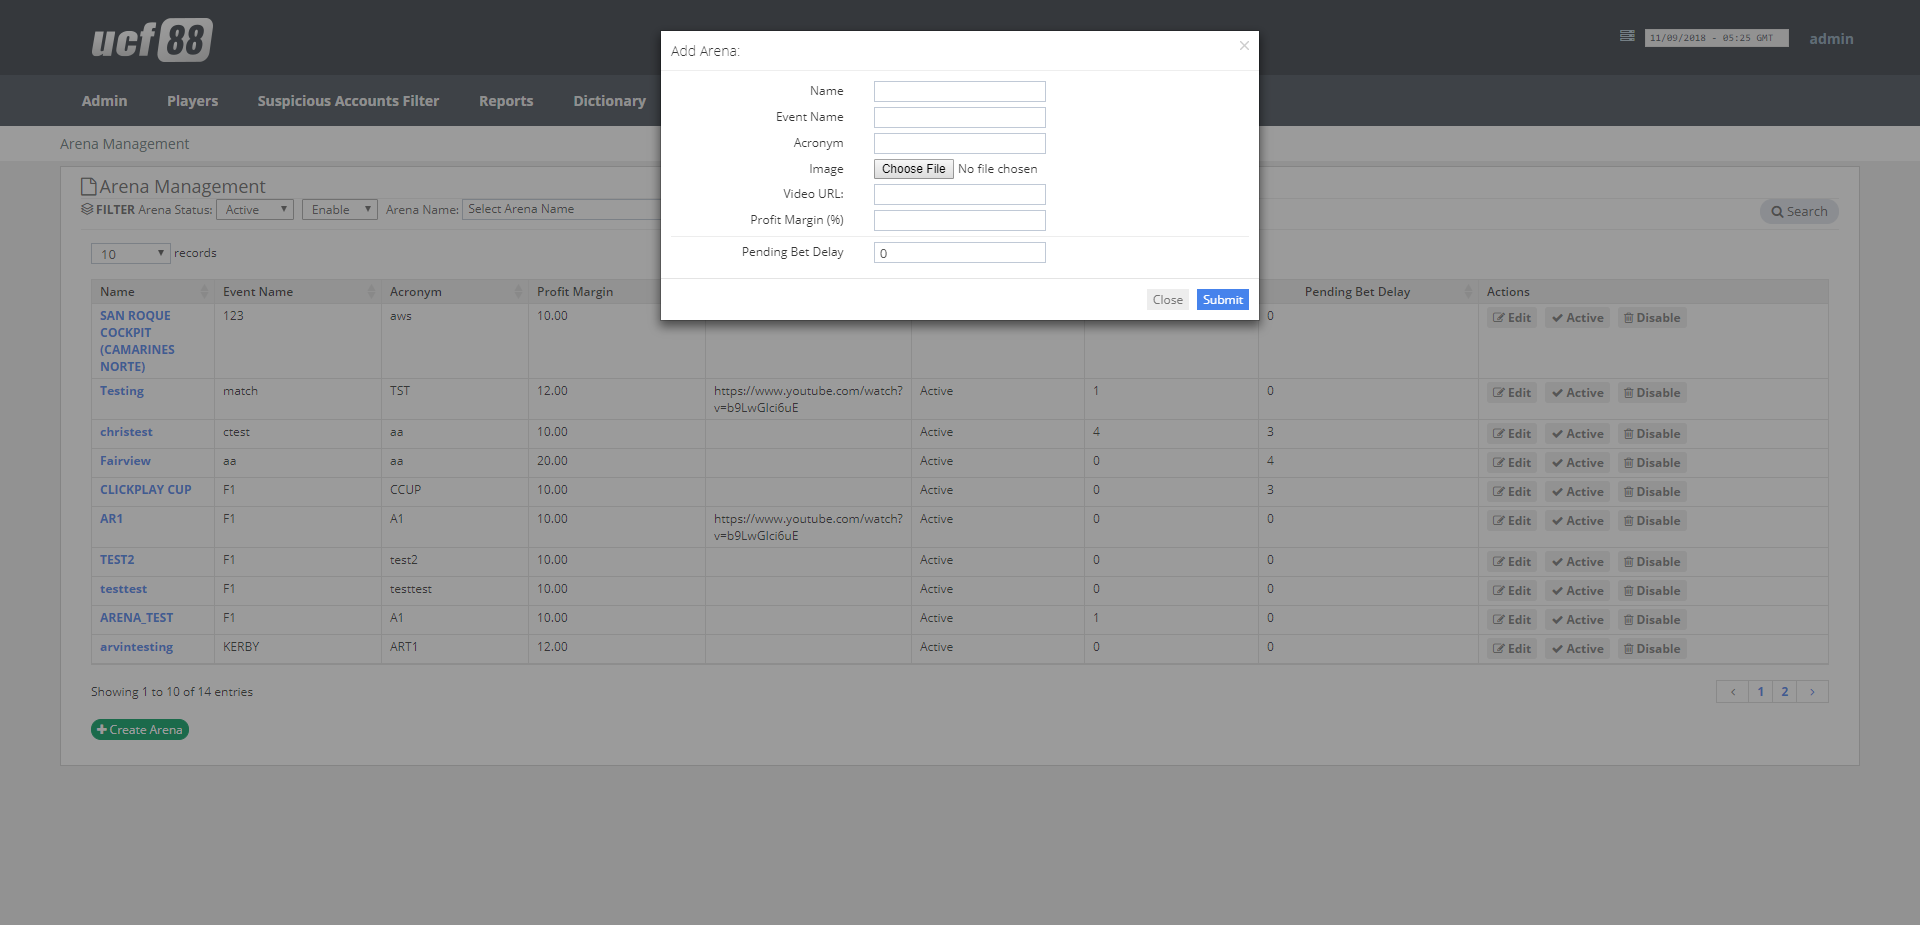 ucf88
11/09/2018 - 05:25 GMT
admin
Admin Players Suspicious Accounts Filter Reports Dictionary
Arena Management
Add Arena: ×
Name
Event Name
Acronym
Image Choose File No file chosen
Video URL:
Profit Margin (%)
Pending Bet Delay 0
Close Submit
Arena Management
FILTER Arena Status: Active Enable Arena Name: Select Arena Name Search
10 records
Name Event Name Acronym Profit Margin Pending Bet Delay Actions
SAN ROQUE 123 aws 10.00 0 Edit Active Disable
COCKPIT
(CAMARINES
NORTE)
Testing match TST 12.00 https://www.youtube.com/watch? Active 1 0 Edit Active Disable
v=b9LwGlci6uE
christest ctest aa 10.00 Active 4 3 Edit Active Disable
Fairview aa aa 20.00 Active 0 4 Edit Active Disable
CLICKPLAY CUP F1 CCUP 10.00 Active 0 3 Edit Active Disable
AR1 F1 A1 10.00 https://www.youtube.com/watch? Active 0 0 Edit Active Disable
v=b9LwGlci6uE
TEST2 F1 test2 10.00 Active 0 0 Edit Active Disable
testtest F1 testtest 10.00 Active 0 0 Edit Active Disable
ARENA_TEST F1 A1 10.00 Active 1 0 Edit Active Disable
arvintesting KERBY ART1 12.00 Active 0 0 Edit Active Disable
Showing 1 to 10 of 14 entries
‹ 1 2 ›
Create Arena